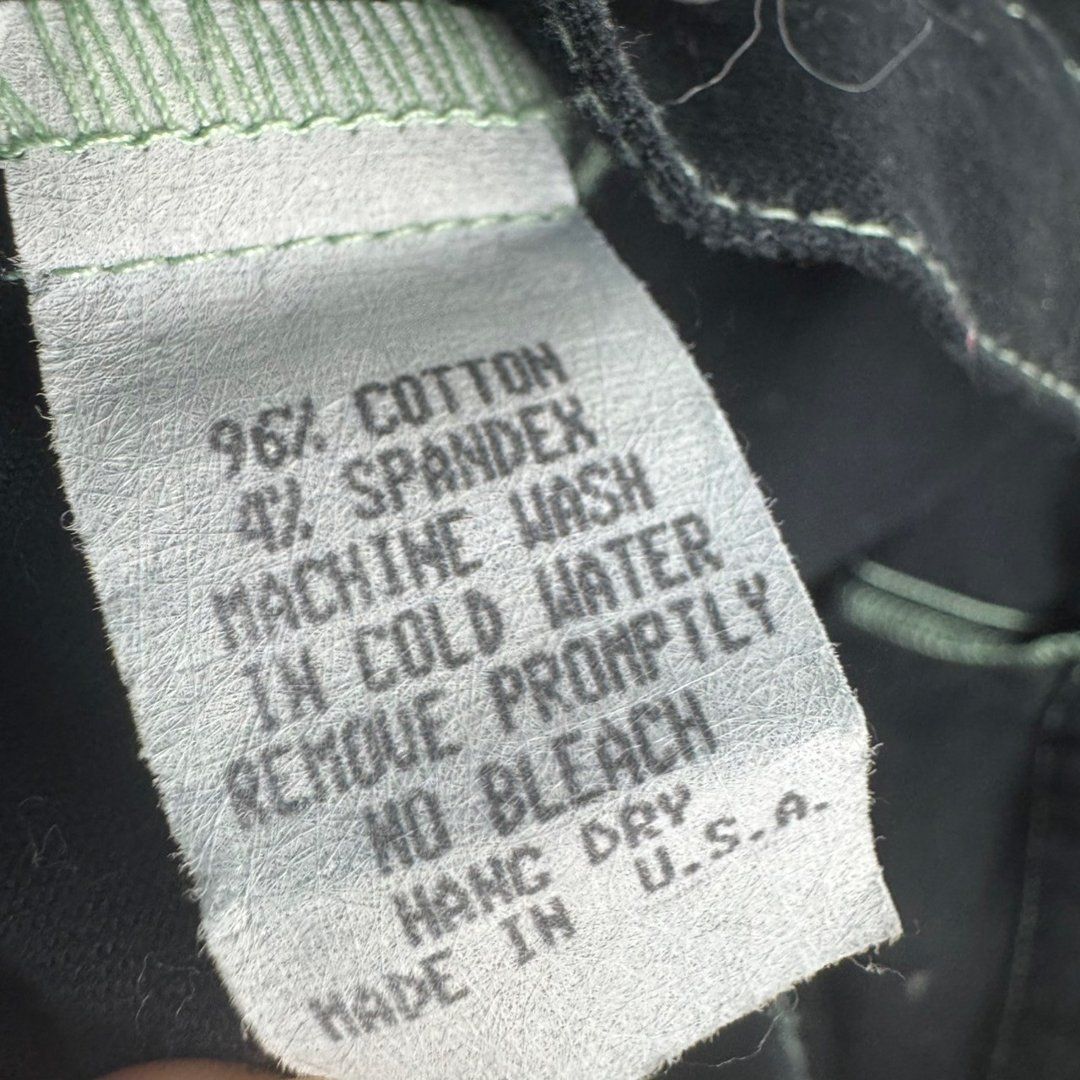 96% COTTON
4% SPANDEX
MACHINE WASH
IN COLD WATER
REMOVE PROMPTLY
NO BLEACH
HANG DRY
MADE IN U.S.A.